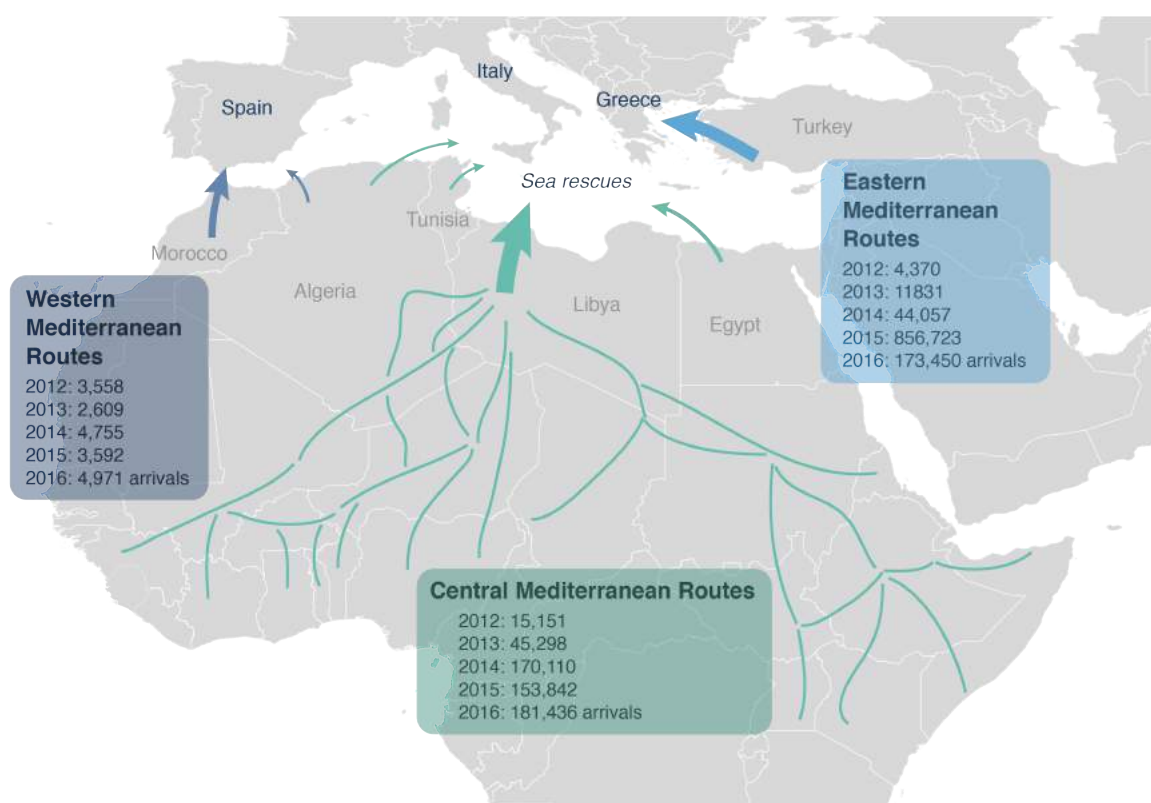 Italy
Spain
Greece
Turkey
Sea rescues
Eastern
Mediterranean
Routes
2012: 4,370
2013: 11831
2014: 44,057
2015: 856,723
2016: 173,450 arrivals
Tunisia
Morocco
Algeria
Libya
Egypt
Western
Mediterranean
Routes
2012: 3,558
2013: 2,609
2014: 4,755
2015: 3,592
2016: 4,971 arrivals
Central Mediterranean Routes
2012: 15,151
2013: 45,298
2014: 170,110
2015: 153,842
2016: 181,436 arrivals